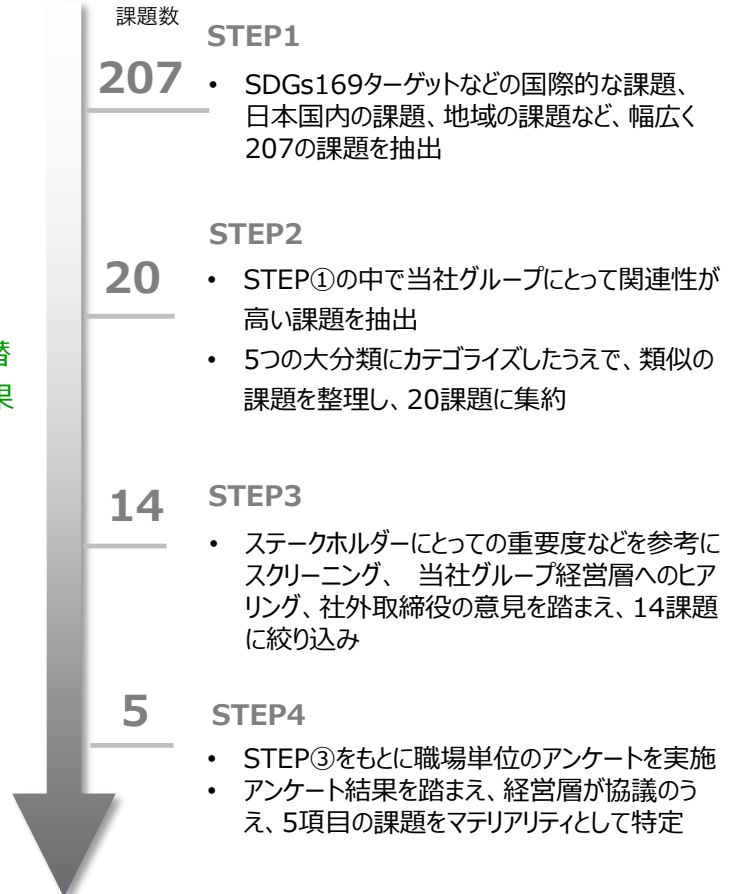 課題数
STEP1
207
• SDGs169ターゲットなどの国際的な課題、
日本国内の課題、地域の課題など、幅広く
207の課題を抽出
STEP2
20
• STEP①の中で当社グループにとって関連性が
高い課題を抽出
• 5つの大分類にカテゴライズしたうえで、類似の
課題を整理し、20課題に集約
替
果
STEP3
14
• ステークホルダーにとっての重要度などを参考に
スクリーニング、 当社グループ経営層へのヒア
リング、社外取締役の意見を踏まえ、14課題
に絞り込み
5
STEP4
• STEP③をもとに職場単位のアンケートを実施
• アンケート結果を踏まえ、経営層が協議のう
え、5項目の課題をマテリアリティとして特定